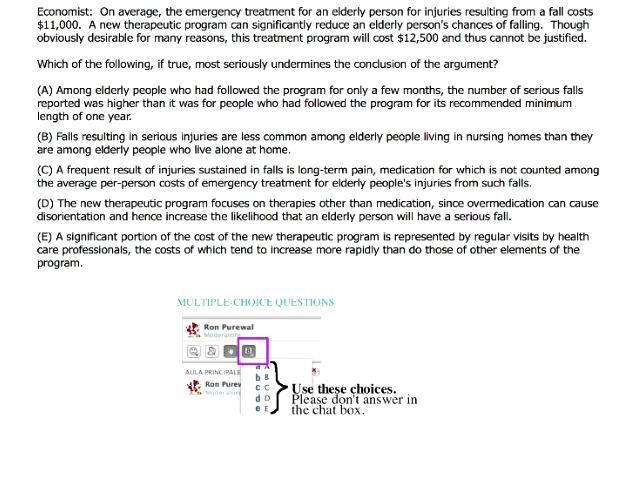 Economist: On average, the emergency treatment for an elderly person for injuries resulting from a fall costs
$11,000. A new therapeutic program can significantly reduce an elderly person's chances of falling. Though
obviously desirable for many reasons, this treatment program will cost $12,500 and thus cannot be justified.
Which of the following, if true, most seriously undermines the conclusion of the argument?
(A) Among elderly people who had followed the program for only a few months, the number of serious falls
reported was higher than it was for people who had followed the program for its recommended minimum
length of one year.
(B) Falls resulting in serious injuries are less common among elderly people living in nursing homes than they
are among elderly people who live alone at home.
(C) A frequent result of injuries sustained in falls is long-term pain, medication for which is not counted among
the average per-person costs of emergency treatment for elderly people's injuries from such falls.
(D) The new therapeutic program focuses on therapies other than medication, since overmedication can cause
disorientation and hence increase the likelihood that an elderly person will have a serious fall.
(E) A significant portion of the cost of the new therapeutic program is represented by regular visits by health
care professionals, the costs of which tend to increase more rapidly than do those of other elements of the
program.
MULTIPLE-CHOICE QUESTIONS
Ron Purewal
Moderators
AULA PRINCIPALE
a A
b B
Ron Purew
c C
Use these choices.
Moderators
d D
Please don't answer in
e E
the chat box.